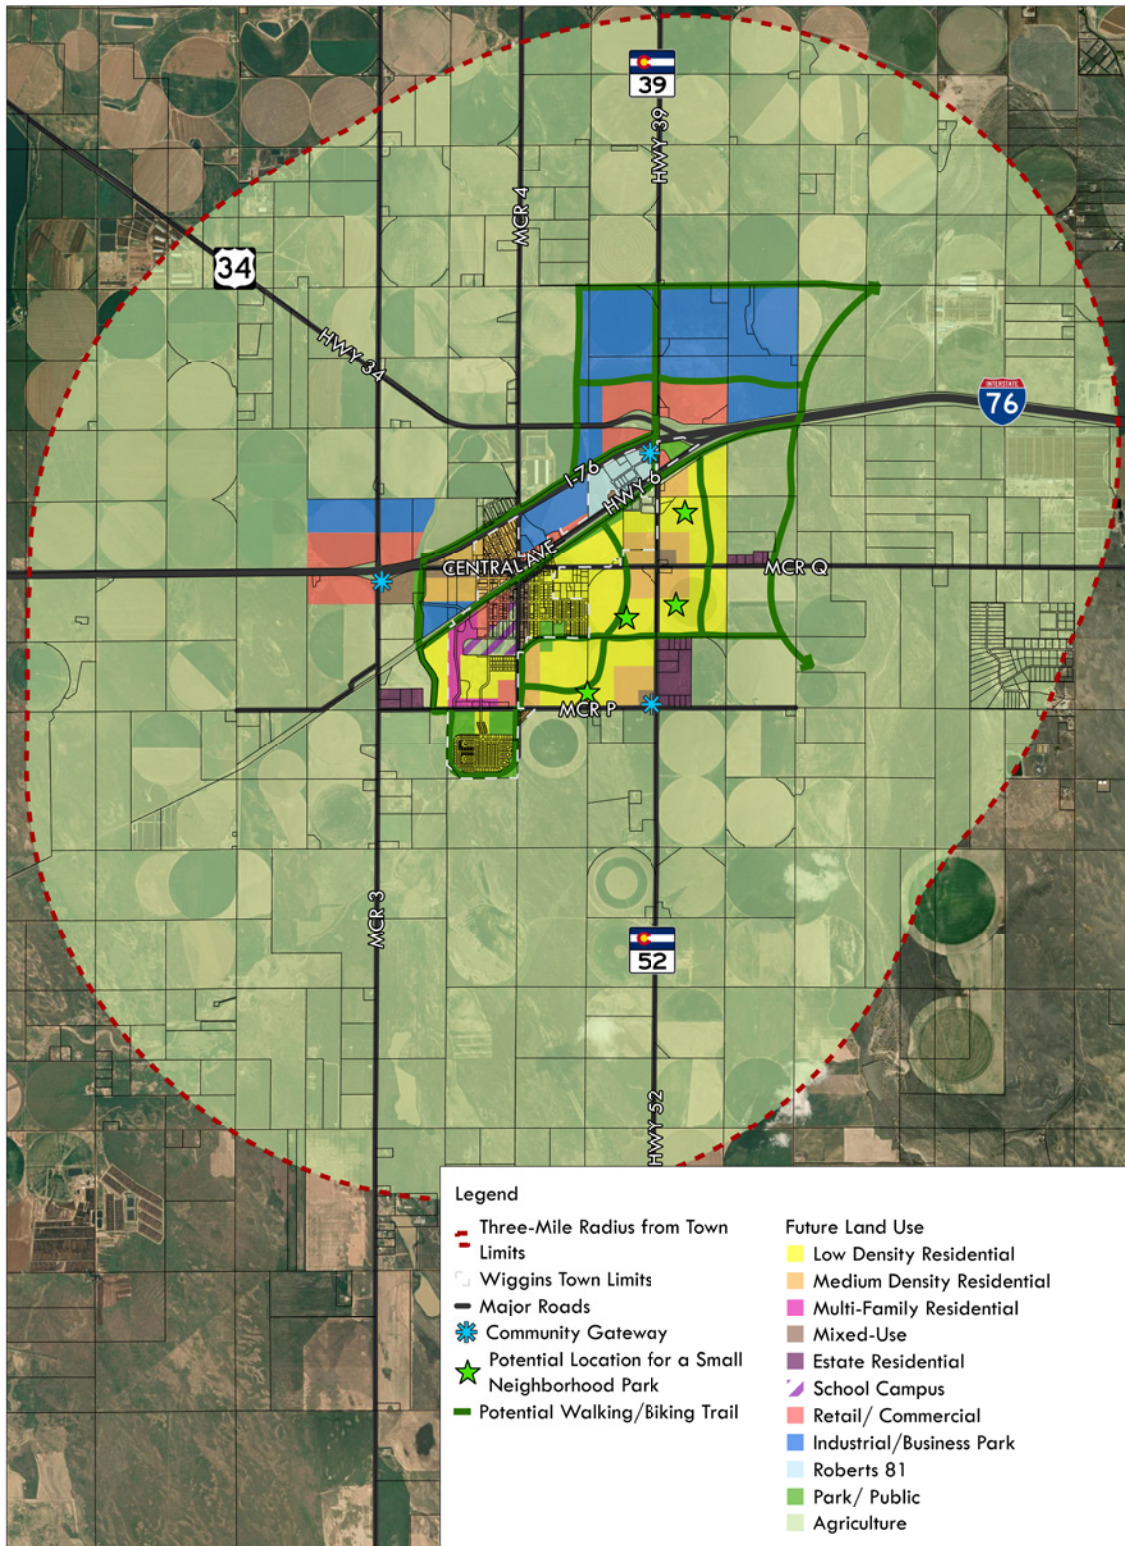 39
HWY 39
MCR 4
34
HWY 34
INTERSTATE
76
I-76
HWY 6
CENTRAL AVE
MCR Q
MCR P
MCR 3
52
HWY 52
Legend
Three-Mile Radius from Town
Limits
Wiggins Town Limits
Major Roads
Community Gateway
Potential Location for a Small
Neighborhood Park
Potential Walking/Biking Trail
Future Land Use
Low Density Residential
Medium Density Residential
Multi-Family Residential
Mixed-Use
Estate Residential
School Campus
Retail/ Commercial
Industrial/Business Park
Roberts 81
Park/ Public
Agriculture